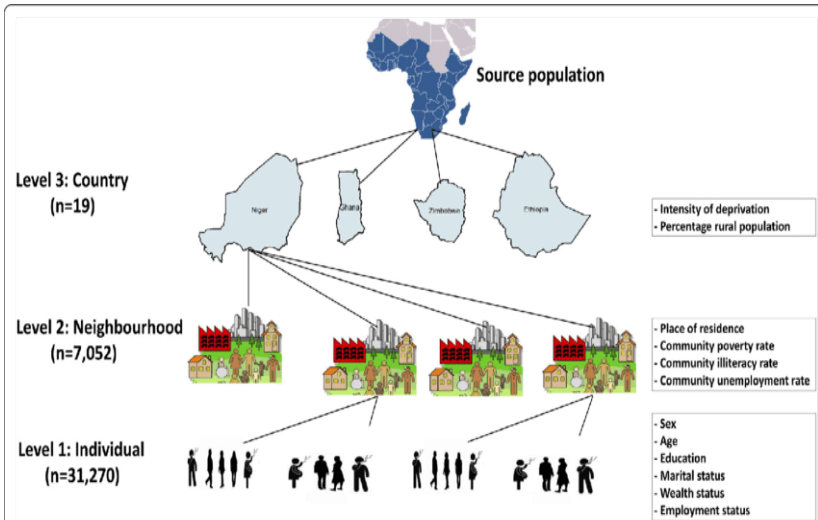 Source population
Level 3: Country
(n=19)
Niger
Ghana
Zimbabwe
Ethiopia
- Intensity of deprivation
- Percentage rural population
Level 2: Neighbourhood
(n=7,052)
- Place of residence
- Community poverty rate
- Community illiteracy rate
- Community unemployment rate
Level 1: Individual
(n=31,270)
- Sex
- Age
- Education
- Marital status
- Wealth status
- Employment status